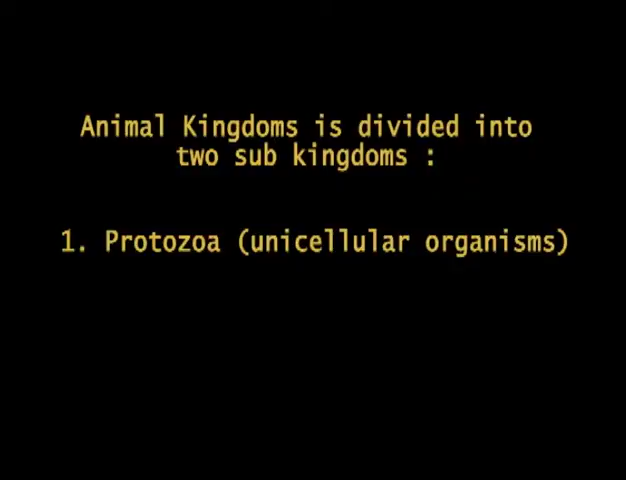 Animal Kingdoms is divided into
two sub kingdoms :
1. Protozoa (unicellular organisms)